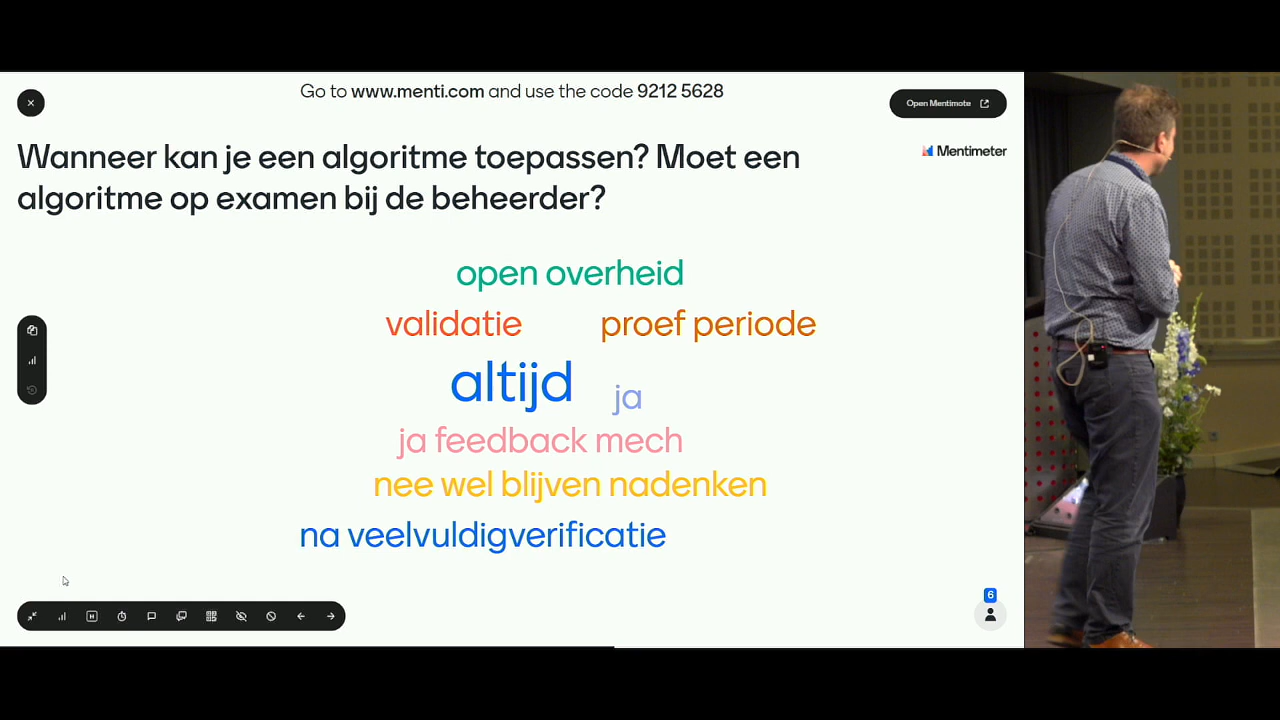 Go to www.menti.com and use the code 9212 5628
Open Mentimote
Mentimeter
Wanneer kan je een algoritme toepassen? Moet een
algoritme op examen bij de beheerder?
open overheid
validatie
proef periode
altijd
ja
ja feedback mech
nee wel blijven nadenken
na veelvuldigverificatie
H
6